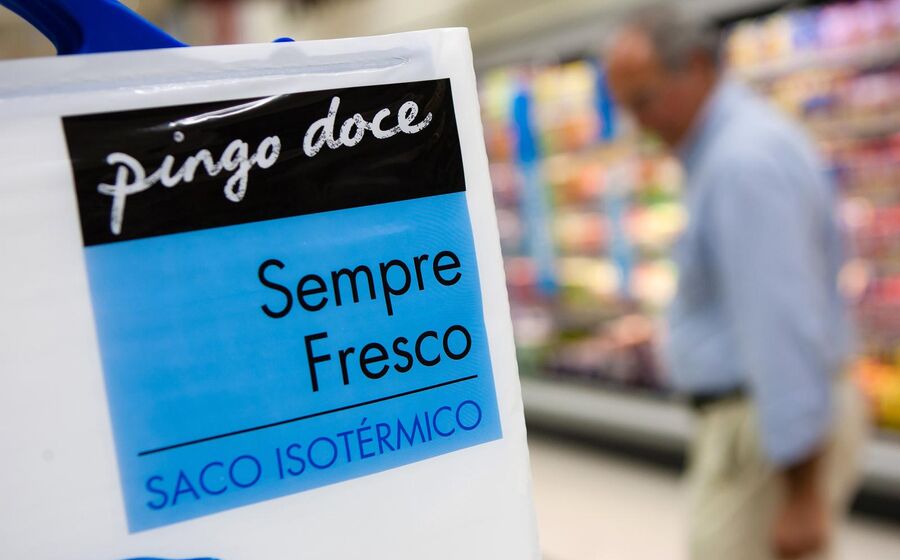 pingo doce
Sempre
Fresco
SACO ISOTÉRMICO